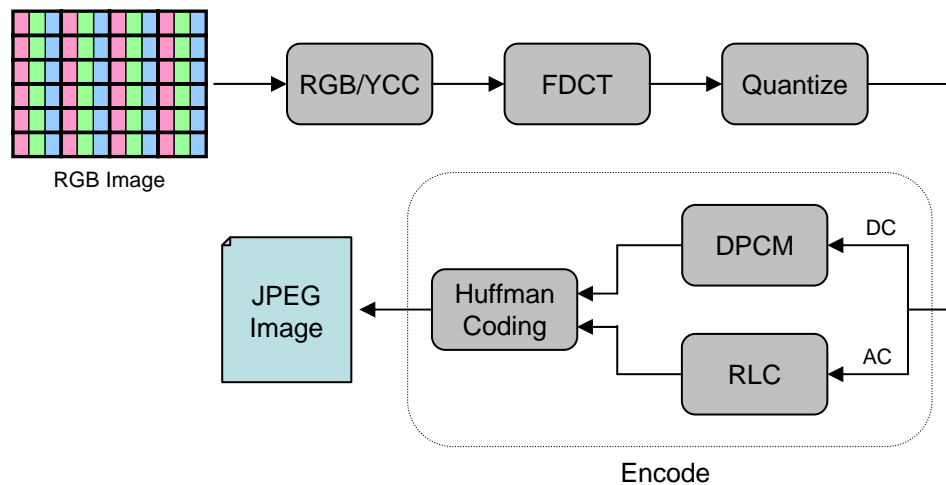 RGB/YCC
FDCT
Quantize
RGB Image
DPCM
DC
JPEG
Image
Huffman
Coding
RLC
AC
Encode